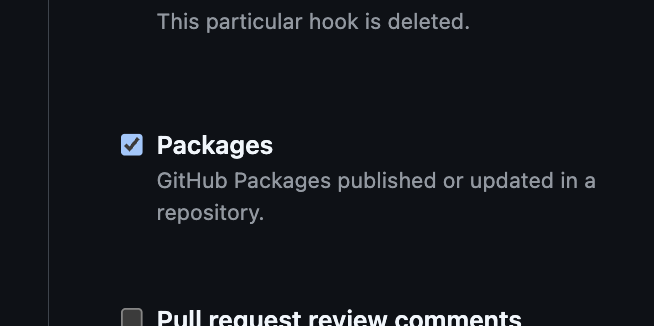 This particular hook is deleted.
Packages
GitHub Packages published or updated in a
repository.
Pull request review comments